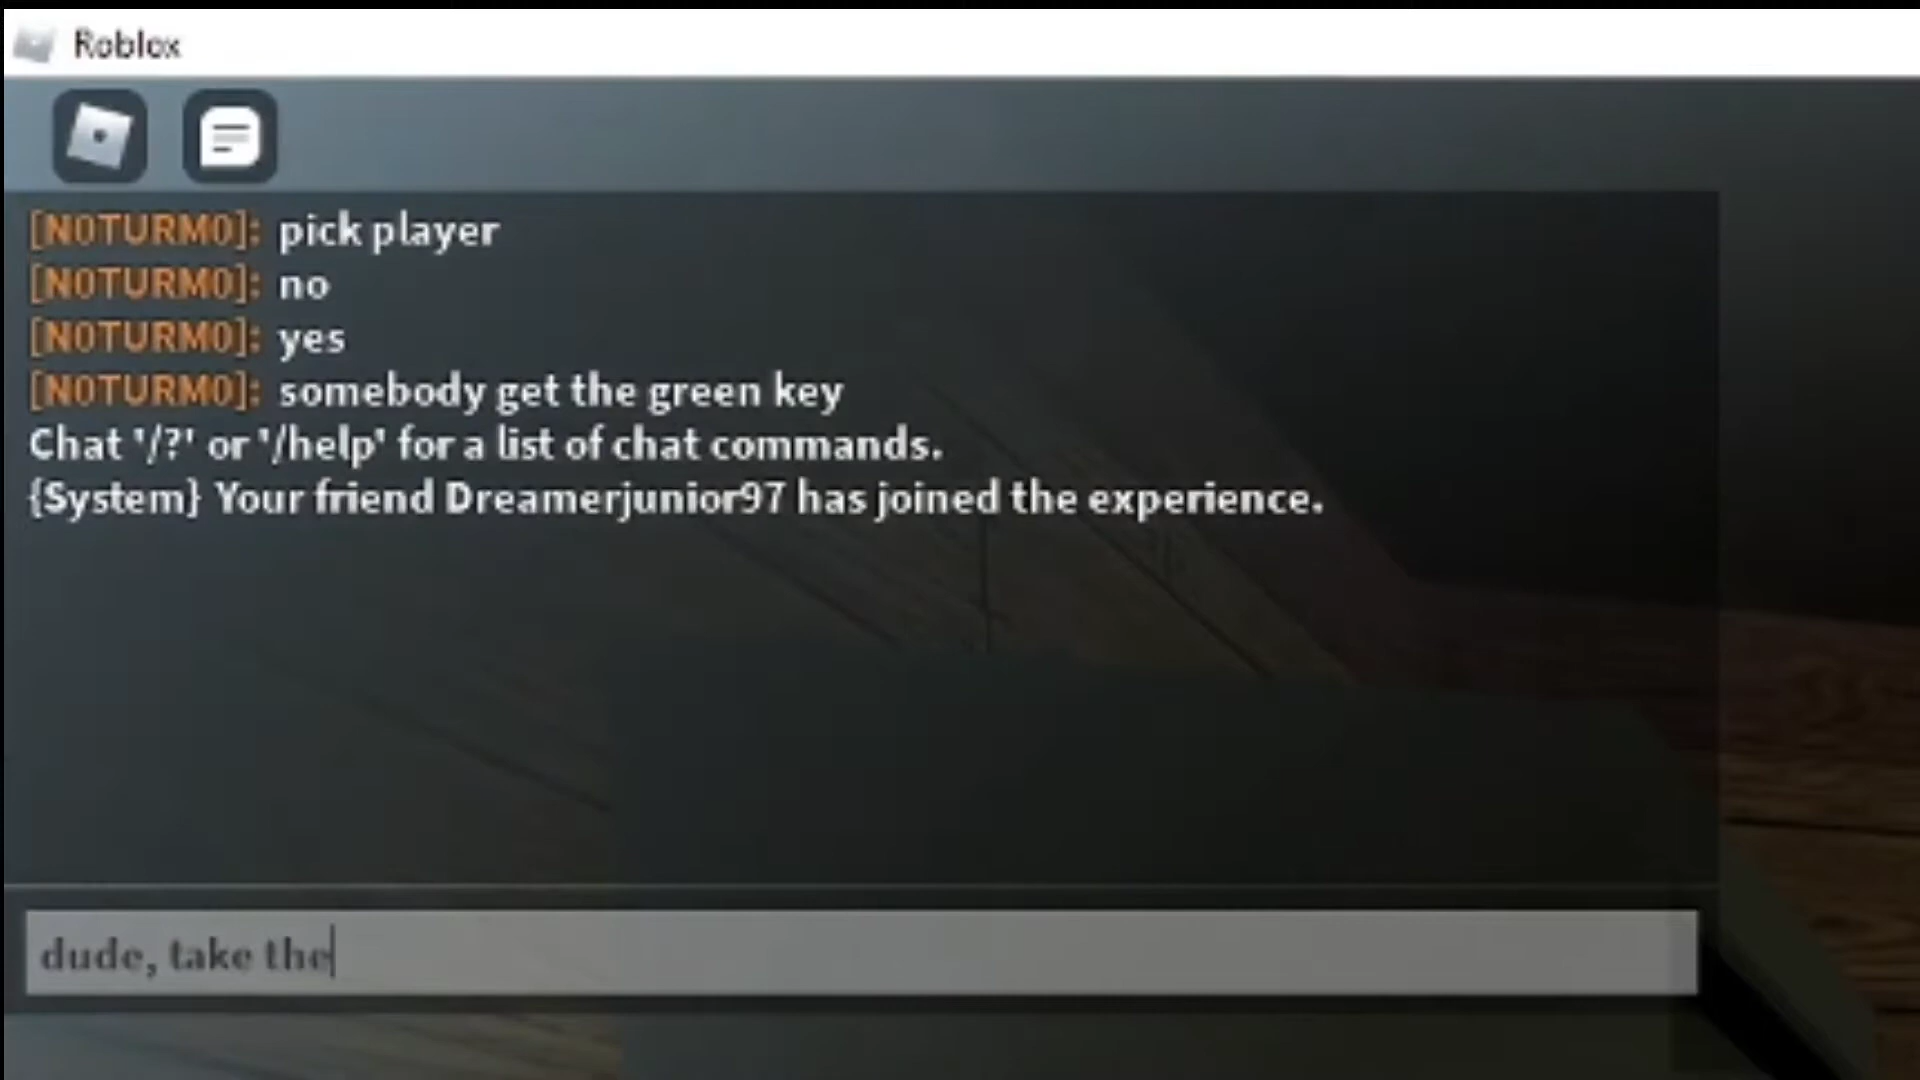 Roblox
[N0TURM0]: pick player
[N0TURM0]: no
[N0TURM0]: yes
[N0TURM0]: somebody get the green key
Chat '/?' or '/help' for a list of chat commands.
{System} Your friend Dreamerjunior97 has joined the experience.
dude, take the